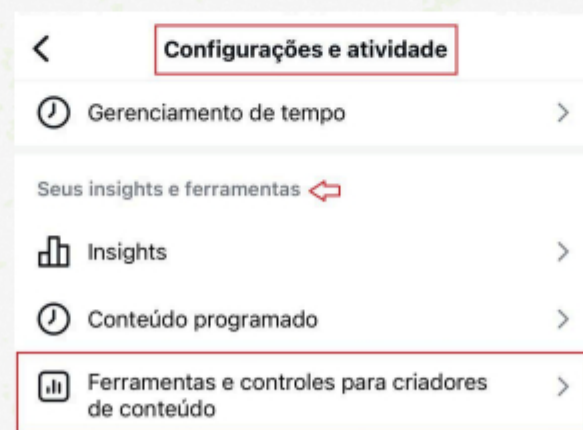 Configurações e atividade
Gerenciamento de tempo
Seus insights e ferramentas
Insights
Conteúdo programado
Ferramentas e controles para criadores
de conteúdo